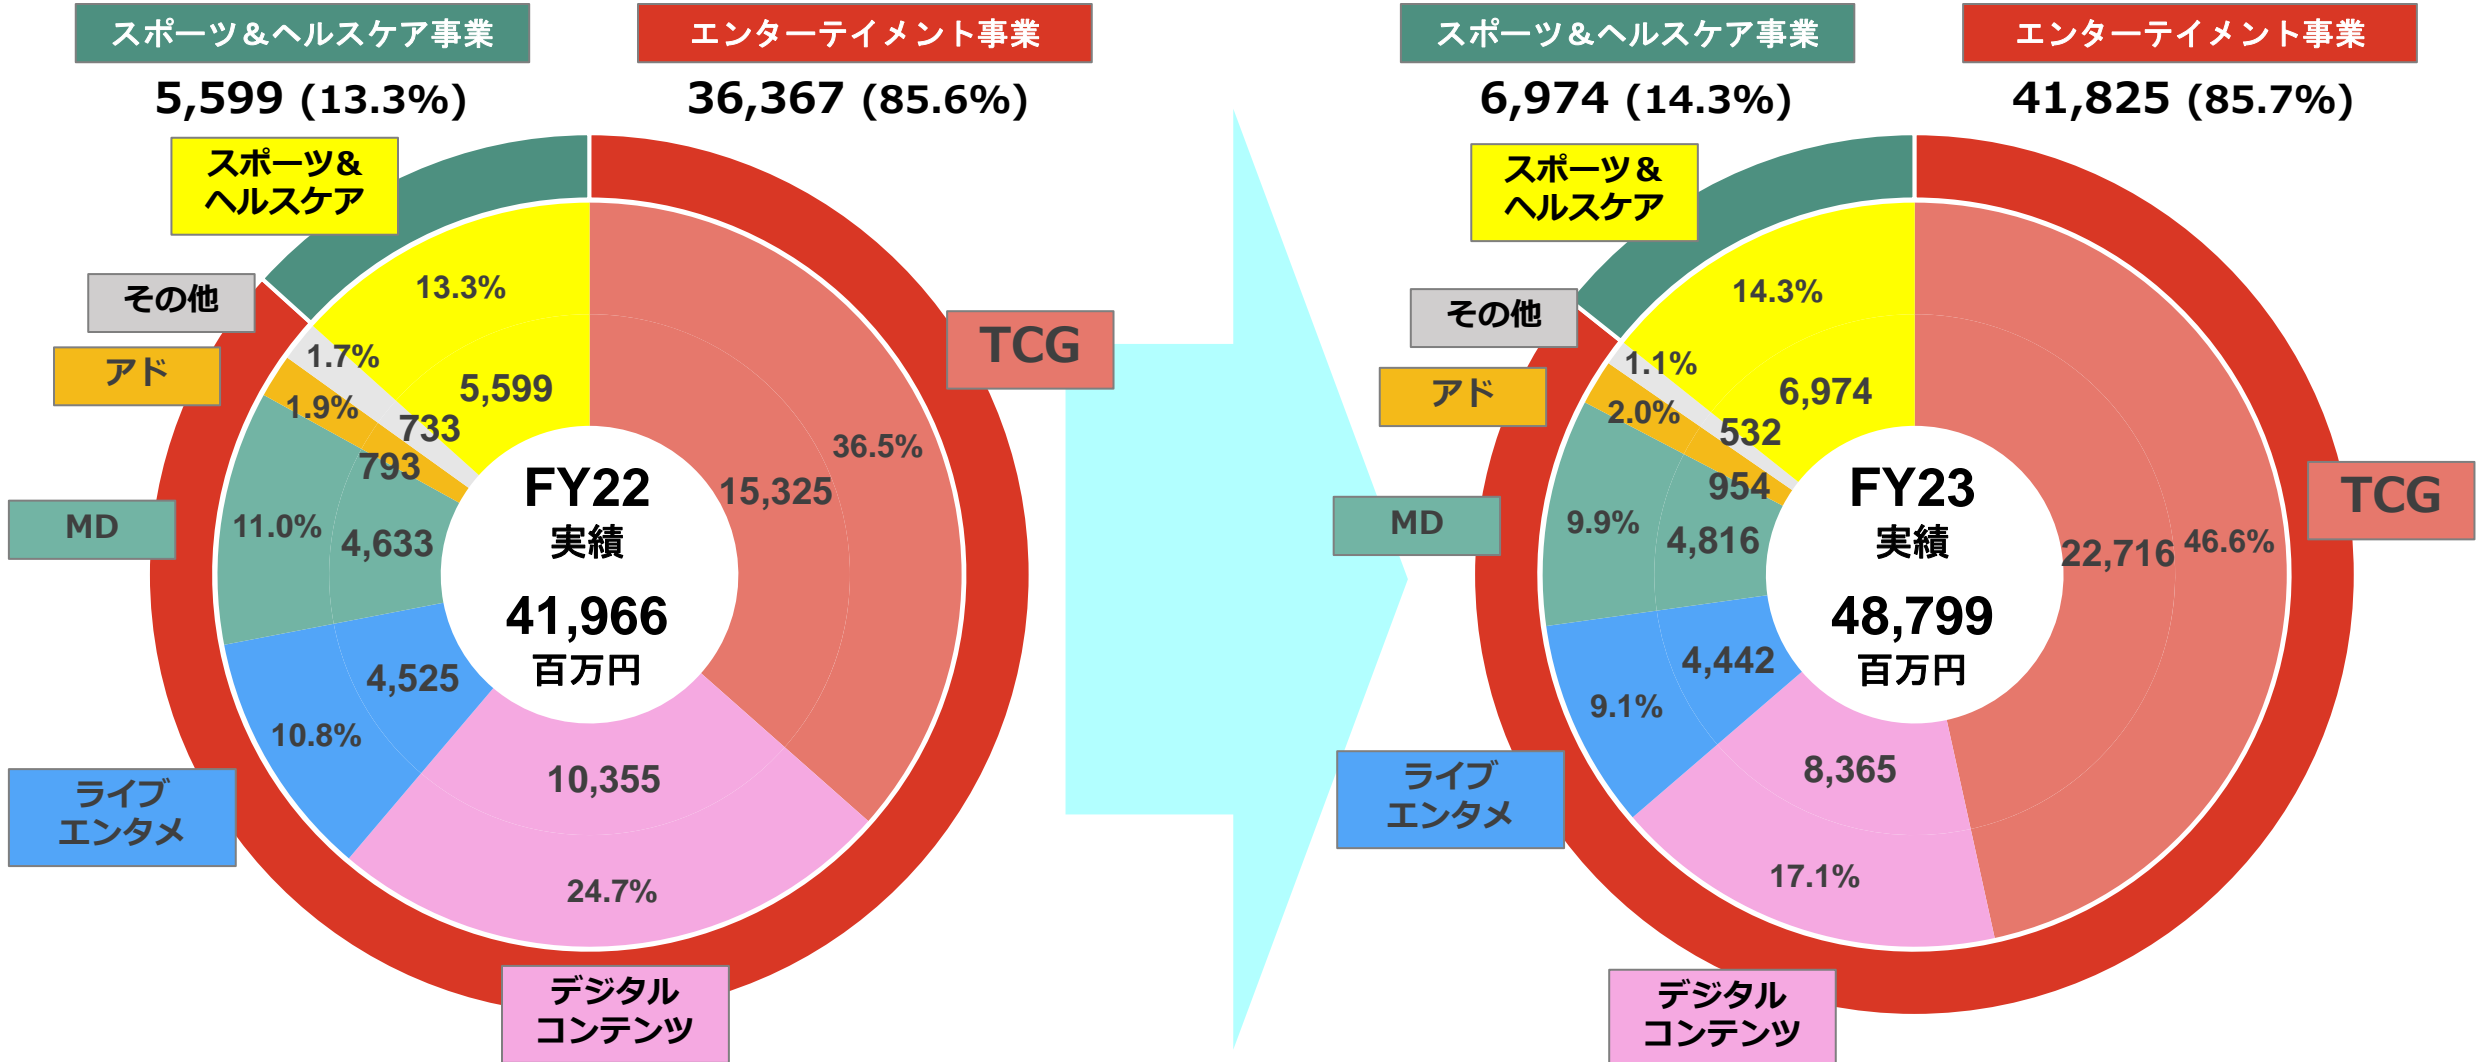 スポーツ&ヘルスケア事業
5,599 (13.3%)
エンターテイメント事業
36,367 (85.6%)
スポーツ&
ヘルスケア
13.3%
5,599
その他
1.7%
733
アド
1.9%
793
MD
11.0%
4,633
ライブ
エンタメ
10.8%
4,525
デジタル
コンテンツ
24.7%
10,355
TCG
36.5%
15,325
FY22
実績
41,966
百万円
スポーツ&ヘルスケア事業
6,974 (14.3%)
エンターテイメント事業
41,825 (85.7%)
スポーツ&
ヘルスケア
14.3%
6,974
その他
1.1%
532
アド
2.0%
954
MD
9.9%
4,816
ライブ
エンタメ
9.1%
4,442
デジタル
コンテンツ
17.1%
8,365
TCG
46.6%
22,716
FY23
実績
48,799
百万円